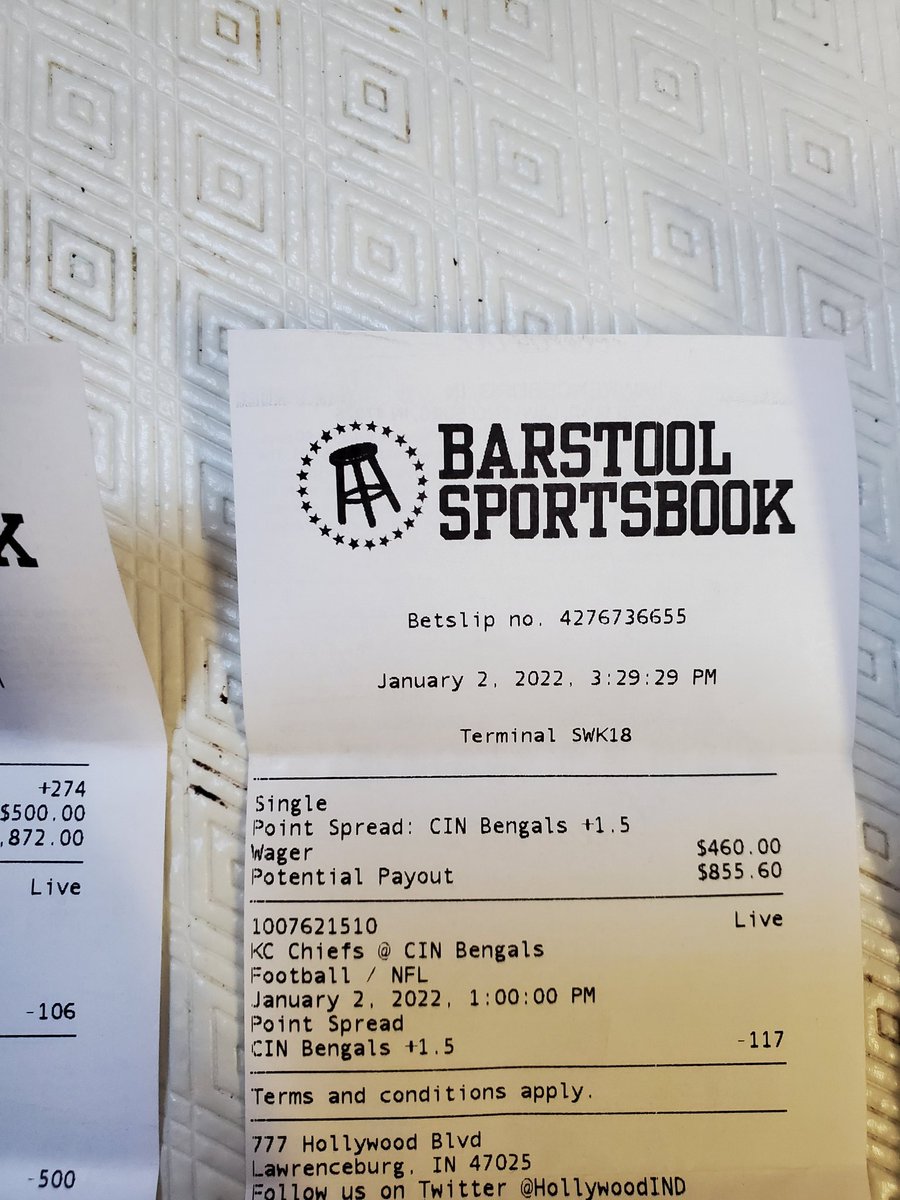 K
+274
$500.00
,872.00
Live
-106
-500
BARSTOOL
SPORTSBOOK
Betslip no. 4276736655
January 2, 2022, 3:29:29 PM
Terminal SWK18
Single
Point Spread: CIN Bengals +1.5
Wager $460.00
Potential Payout $855.60
1007621510 Live
KC Chiefs @ CIN Bengals
Football / NFL
January 2, 2022, 1:00:00 PM
Point Spread
CIN Bengals +1.5 -117
Terms and conditions apply.
777 Hollywood Blvd
Lawrenceburg, IN 47025
Follow us on Twitter @HollywoodIND